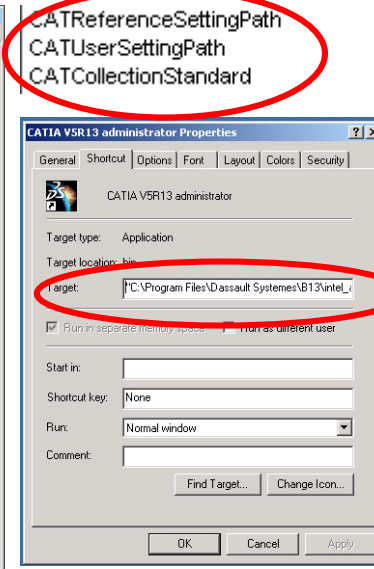 CATReferenceSettingPath
CATUserSettingPath
CATCollectionStandard
CATIA V5R13 administrator Properties
General Shortcut Options Font Layout Colors Security
CATIA V5R13 administrator
Target type: Application
Target location: bin
Target: "C:\Program Files\Dassault Systemes\B13\intel_a
Run in separate memory space Run as different user
Start in:
Shortcut key: None
Run: Normal window
Comment:
Find Target... Change Icon...
OK Cancel Apply